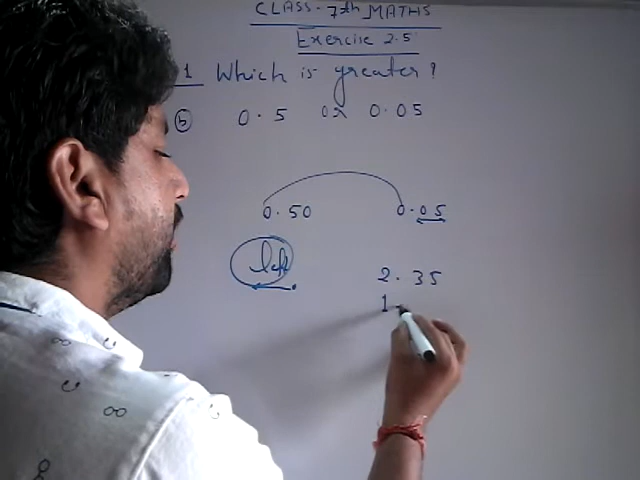 CLASS - 7th MATHS
Exercise 2.5
1 Which is greater?
(b) 0.5 or 0.05
0.50 0.05
left
2.35
1